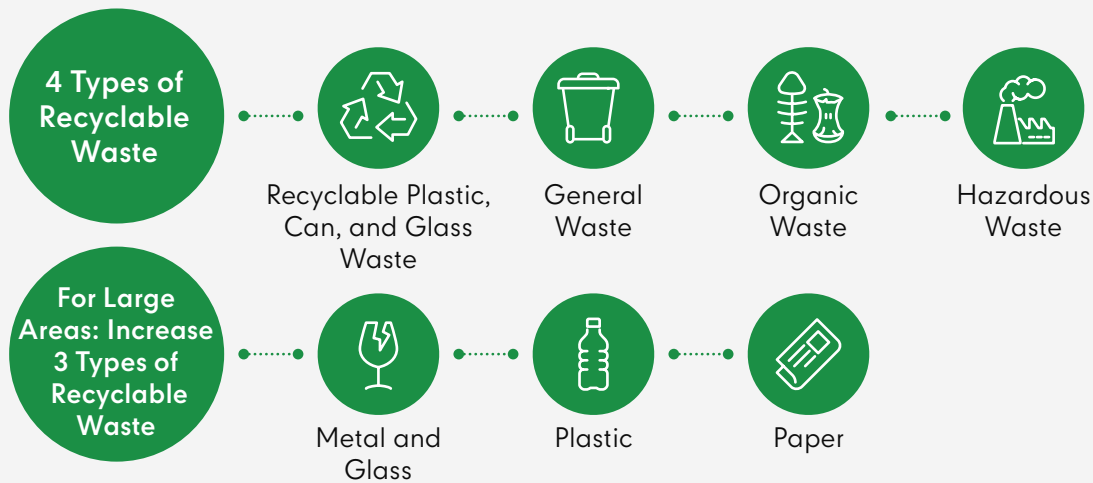 4 Types of
Recyclable
Waste
Recyclable Plastic,
Can, and Glass
Waste
General
Waste
Organic
Waste
Hazardous
Waste
For Large
Areas: Increase
3 Types of
Recyclable
Waste
Metal and
Glass
Plastic
Paper